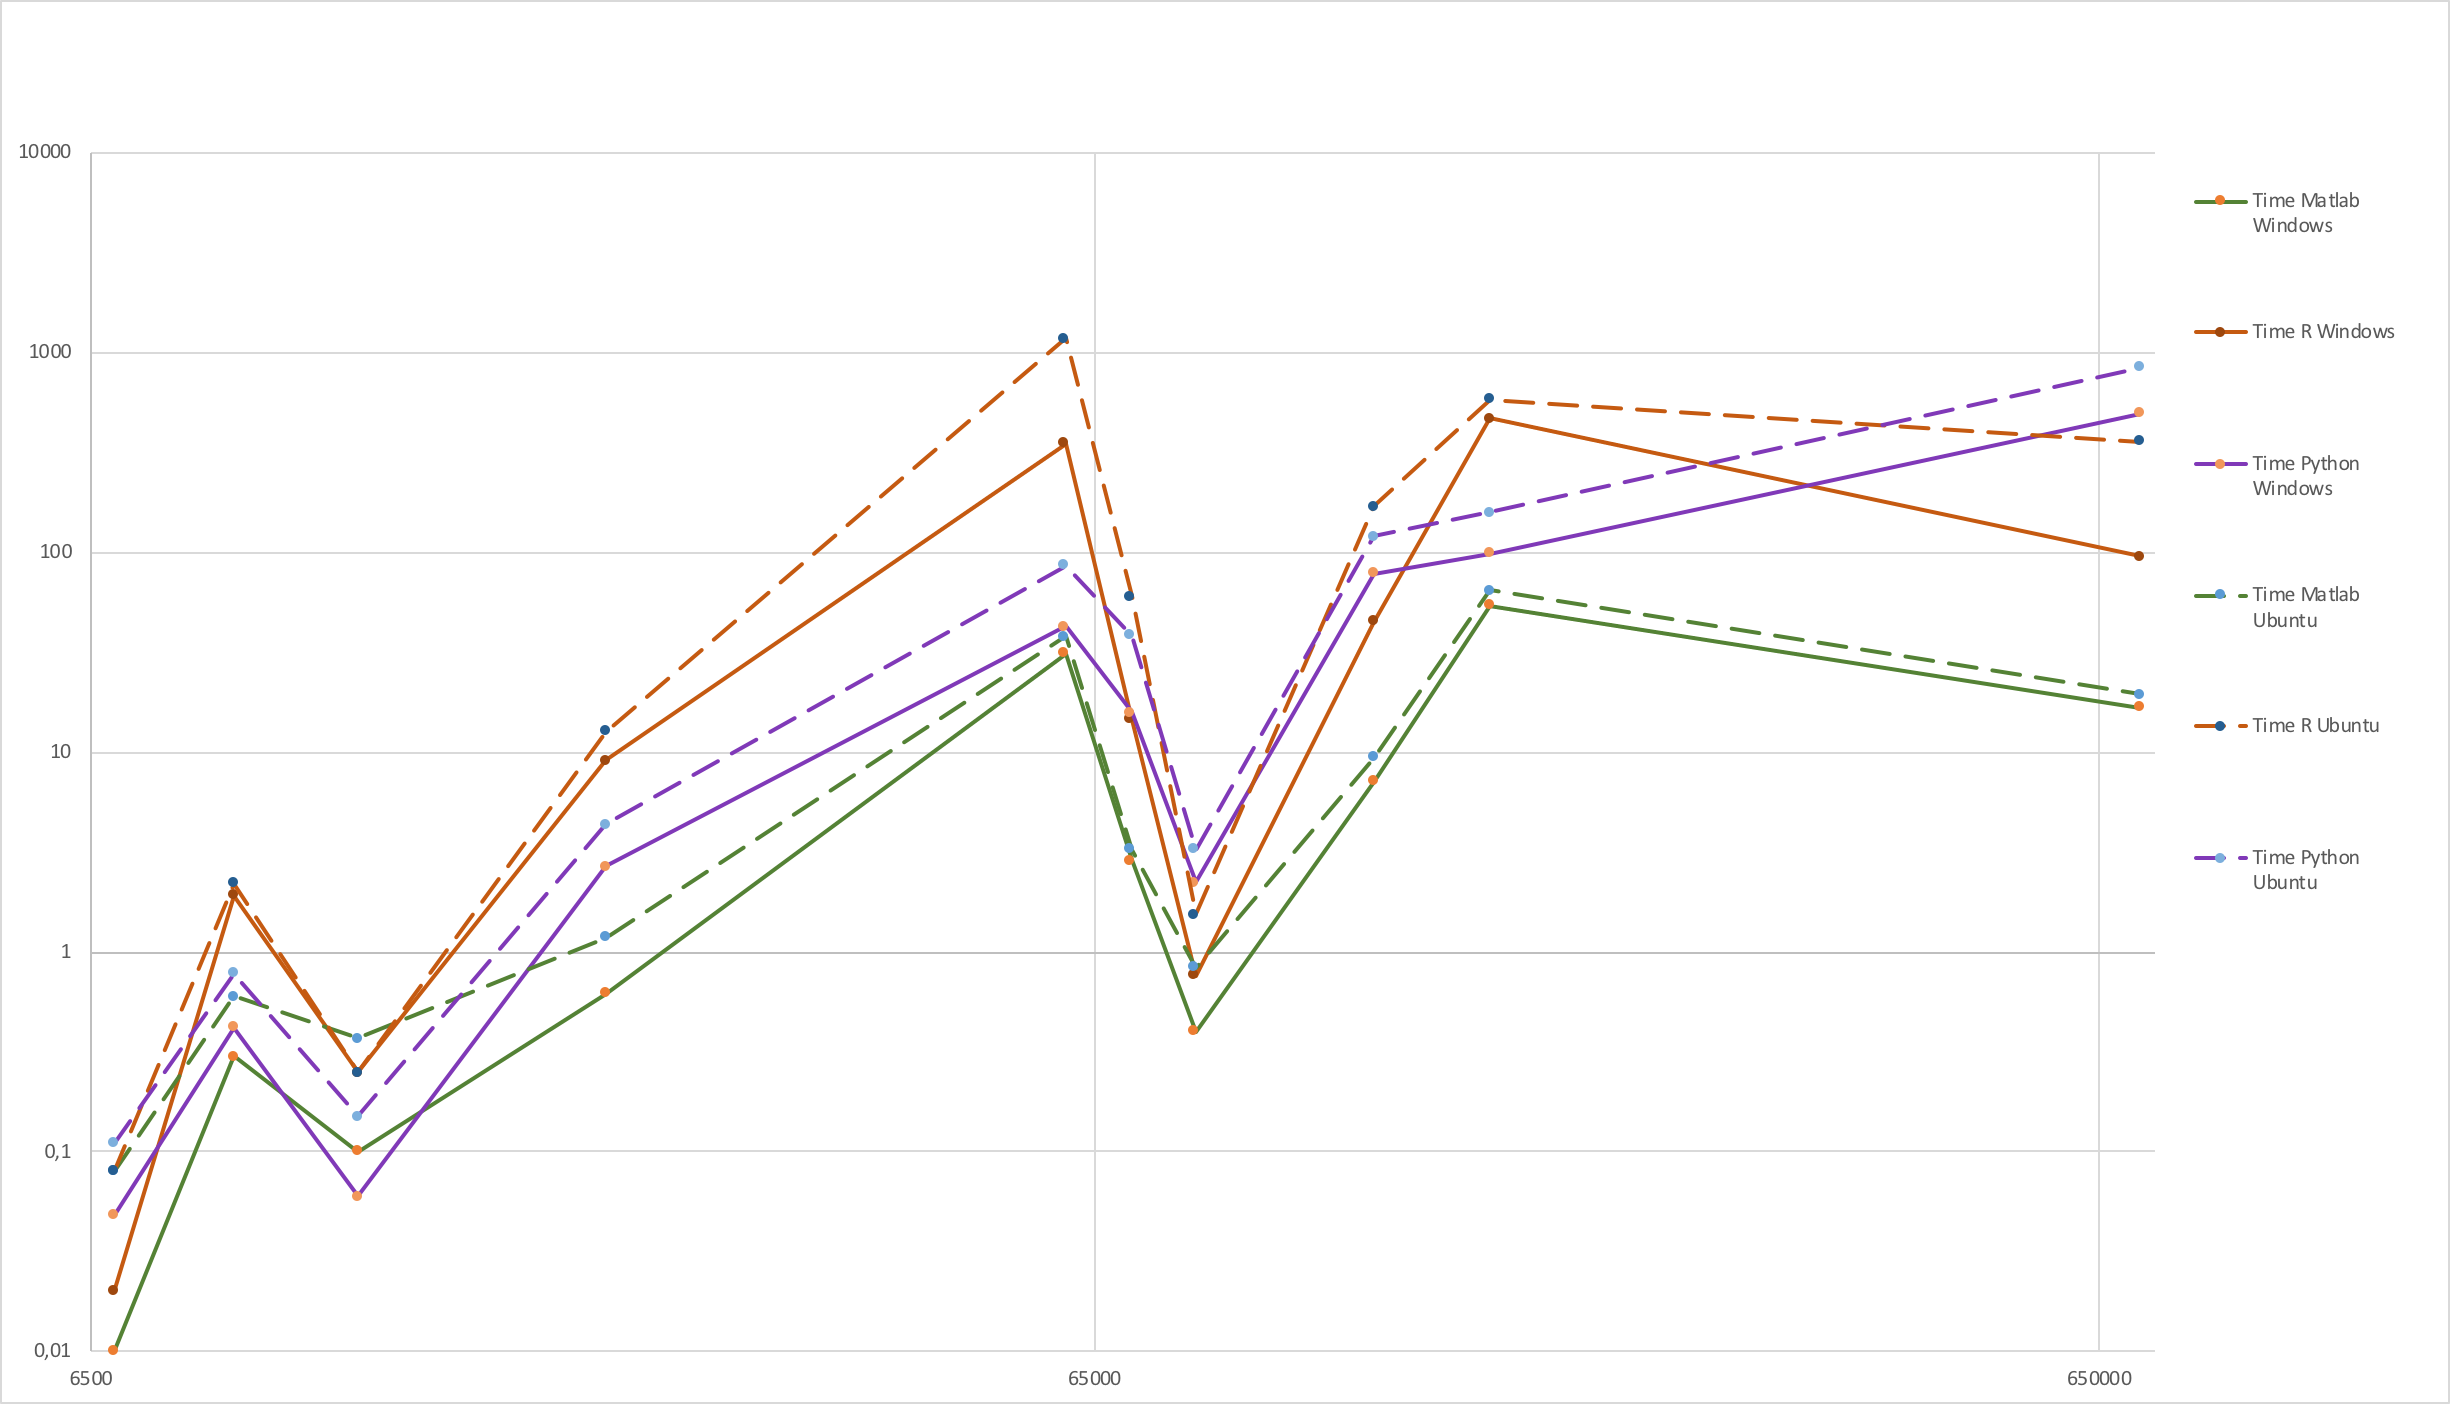 10000
1000
100
10
1
0,1
0,01
6500
65000
650000
Time Matlab
Windows
Time R Windows
Time Python
Windows
Time Matlab
Ubuntu
Time R Ubuntu
Time Python
Ubuntu